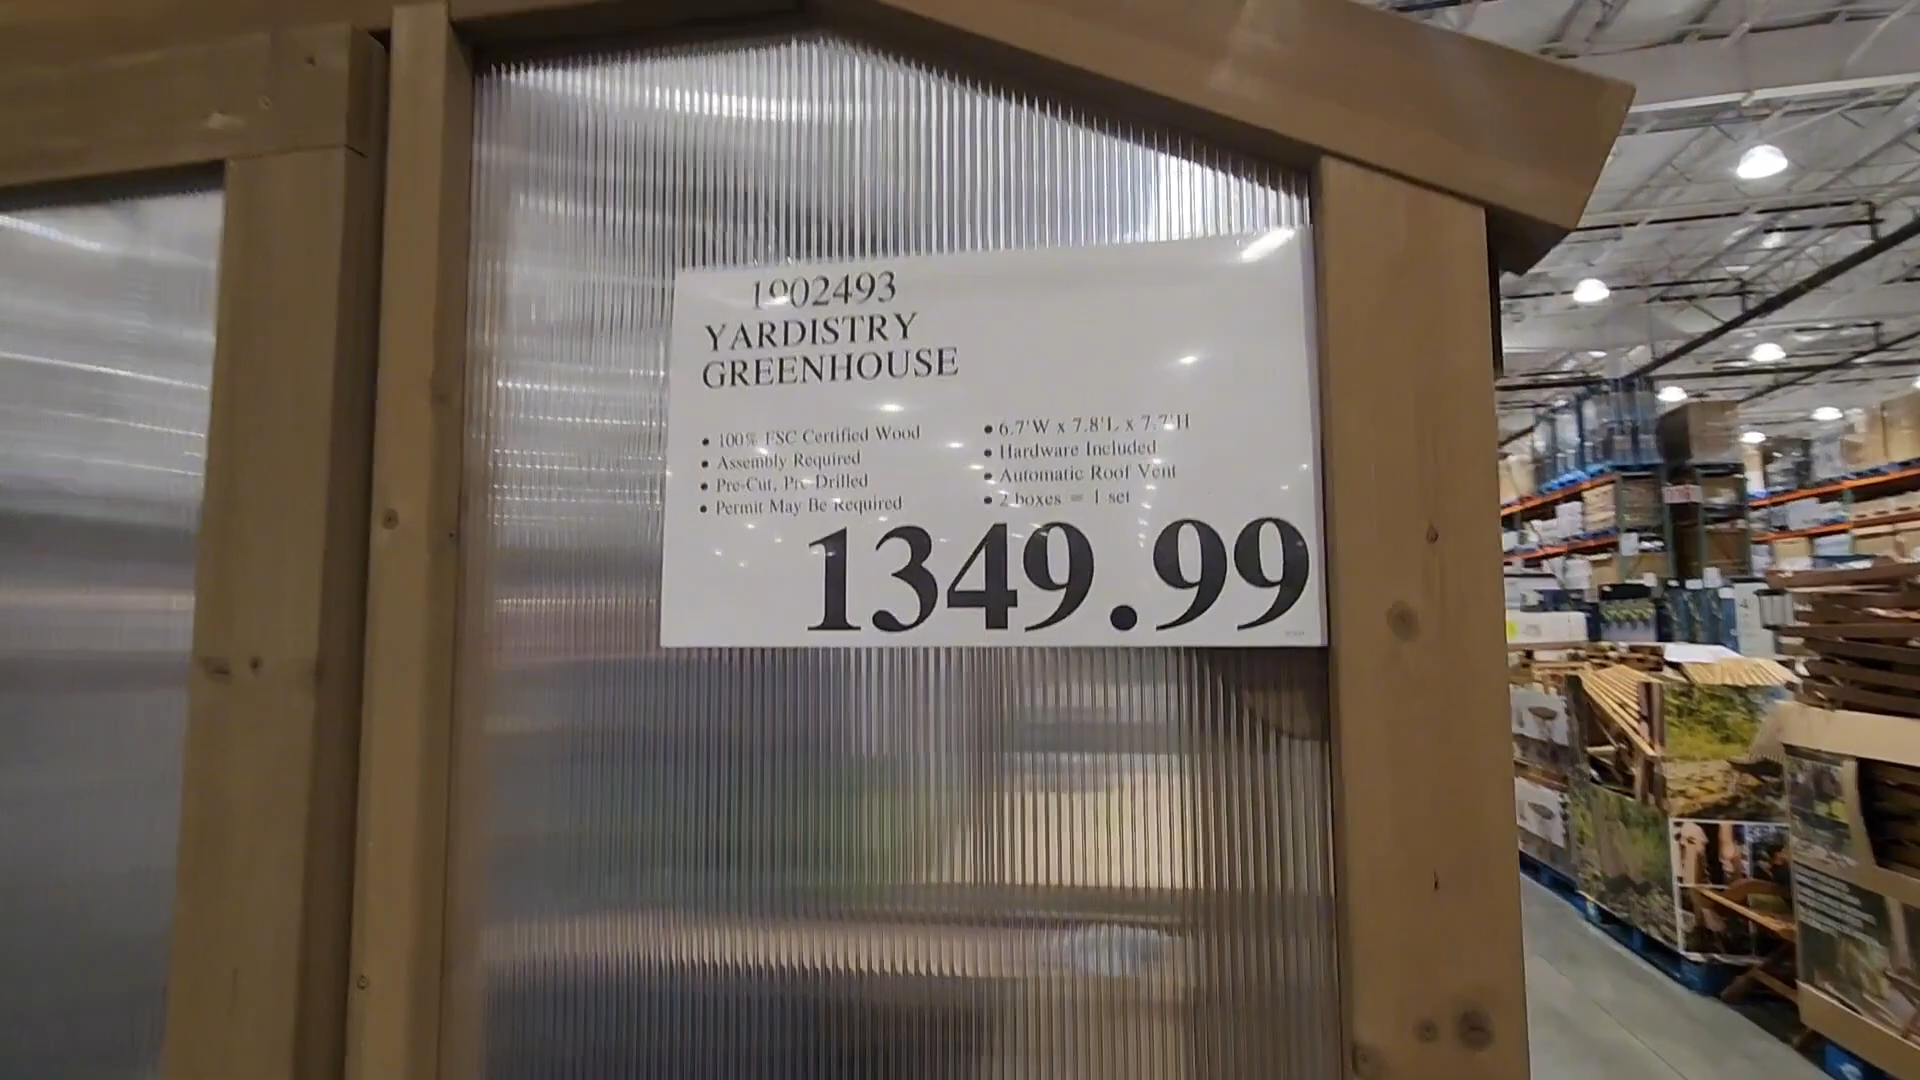 1902493
YARDISTRY
GREENHOUSE
• 100% FSC Certified Wood
• Assembly Required
• Pre-Cut, Pre-Drilled
• Permit May Be Required
• 6.7'W x 7.8'L x 7.7'H
• Hardware Included
• Automatic Roof Vent
• 2 boxes = 1 set
1349.99